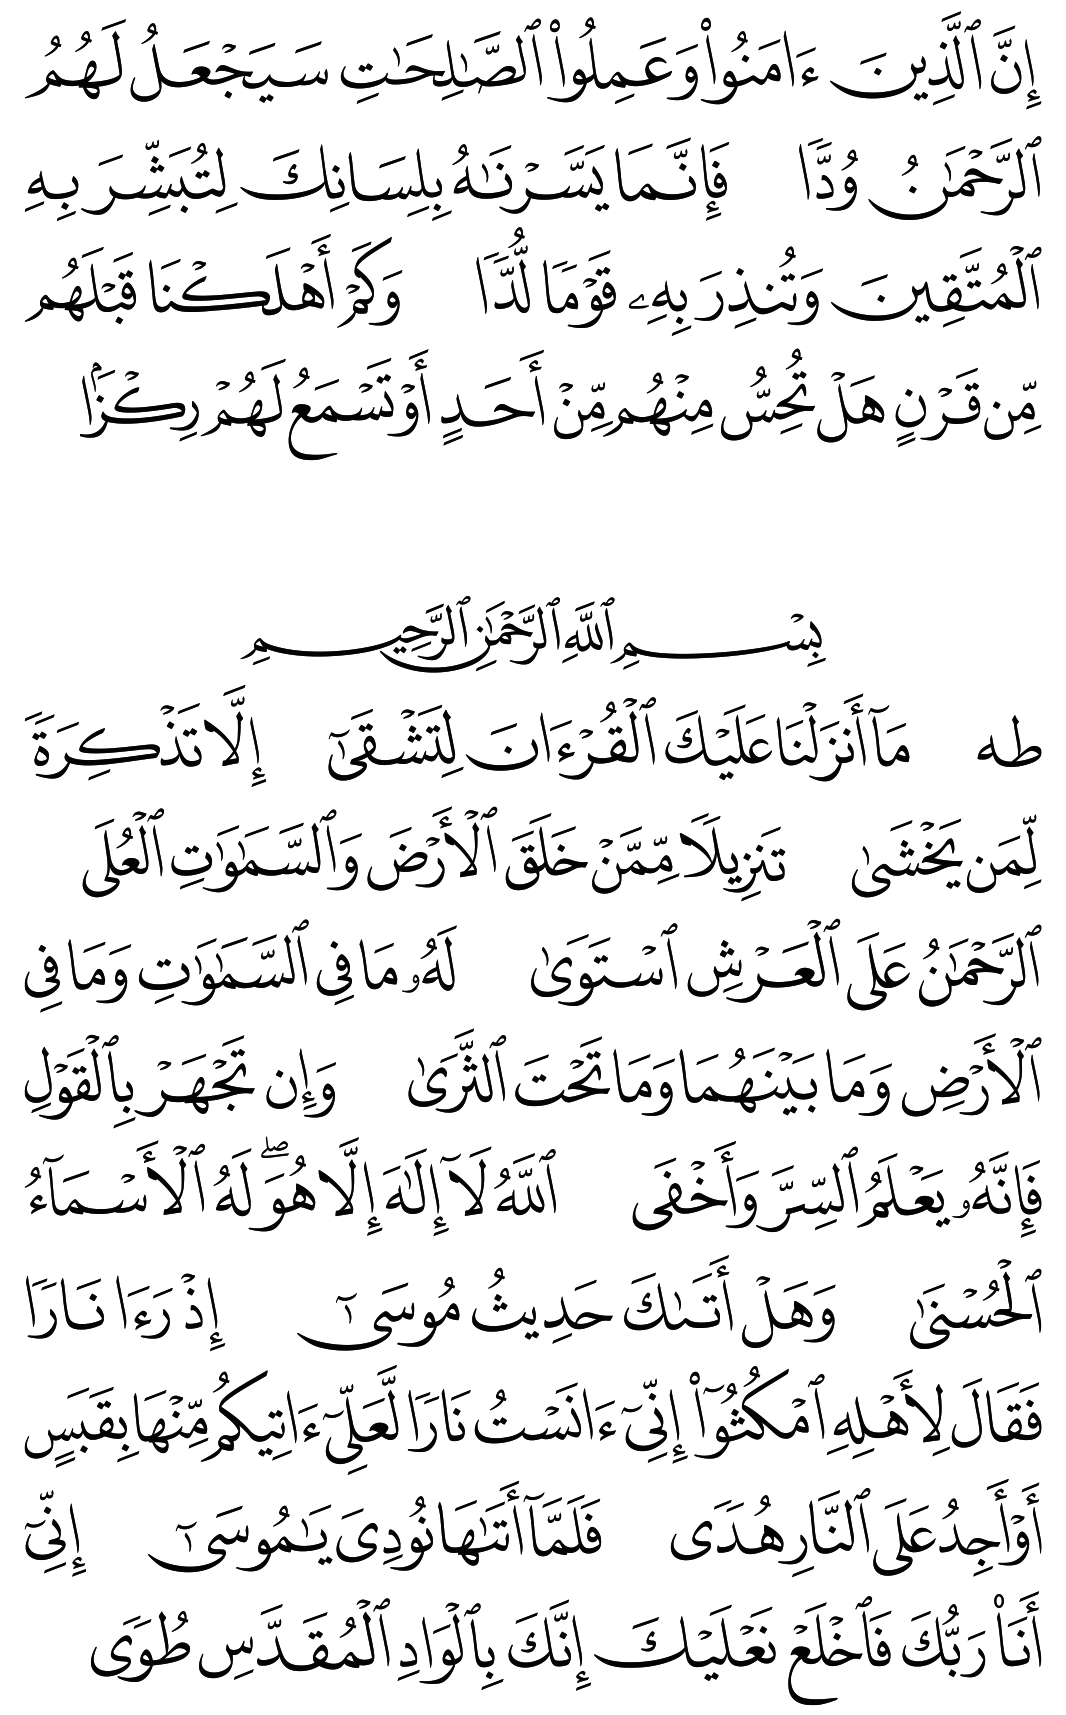 إِنَّ ٱلَّذِينَ ءَامَنُوا۟ وَعَمِلُوا۟ ٱلصَّـٰلِحَـٰتِ سَيَجْعَلُ لَهُمُ
ٱلرَّحْمَـٰنُ وُدًّا فَإِنَّمَا يَسَّرْنَـٰهُ بِلِسَانِكَ لِتُبَشِّرَ بِهِ
ٱلْمُتَّقِينَ وَتُنذِرَ بِهِۦ قَوْمًا لُّدًّا وَكَمْ أَهْلَكْنَا قَبْلَهُم
مِّن قَرْنٍ هَلْ تُحِسُّ مِنْهُم مِّنْ أَحَدٍ أَوْ تَسْمَعُ لَهُمْ رِكْزًۢا
بِسْمِ ٱللَّهِ ٱلرَّحْمَـٰنِ ٱلرَّحِيمِ
طه مَآ أَنزَلْنَا عَلَيْكَ ٱلْقُرْءَانَ لِتَشْقَىٰٓ إِلَّا تَذْكِرَةً
لِّمَن يَخْشَىٰ تَنزِيلًا مِّمَّنْ خَلَقَ ٱلْأَرْضَ وَٱلسَّمَـٰوَٰتِ ٱلْعُلَى
ٱلرَّحْمَـٰنُ عَلَى ٱلْعَرْشِ ٱسْتَوَىٰ لَهُۥ مَا فِى ٱلسَّمَـٰوَٰتِ وَمَا فِى
ٱلْأَرْضِ وَمَا بَيْنَهُمَا وَمَا تَحْتَ ٱلثَّرَىٰ وَإِن تَجْهَرْ بِٱلْقَوْلِ
فَإِنَّهُۥ يَعْلَمُ ٱلسِّرَّ وَأَخْفَى ٱللَّهُ لَآ إِلَـٰهَ إِلَّا هُوَ ۖ لَهُ ٱلْأَسْمَآءُ
ٱلْحُسْنَىٰ وَهَلْ أَتَىٰكَ حَدِيثُ مُوسَىٰٓ إِذْ رَءَا نَارًا
فَقَالَ لِأَهْلِهِ ٱمْكُثُوٓا۟ إِنِّىٓ ءَانَسْتُ نَارًا لَّعَلِّىٓ ءَاتِيكُم مِّنْهَا بِقَبَسٍ
أَوْ أَجِدُ عَلَى ٱلنَّارِ هُدًى فَلَمَّآ أَتَىٰهَا نُودِىَ يَـٰمُوسَىٰٓ إِنِّىٓ
أَنَا۠ رَبُّكَ فَٱخْلَعْ نَعْلَيْكَ إِنَّكَ بِٱلْوَادِ ٱلْمُقَدَّسِ طُوًى